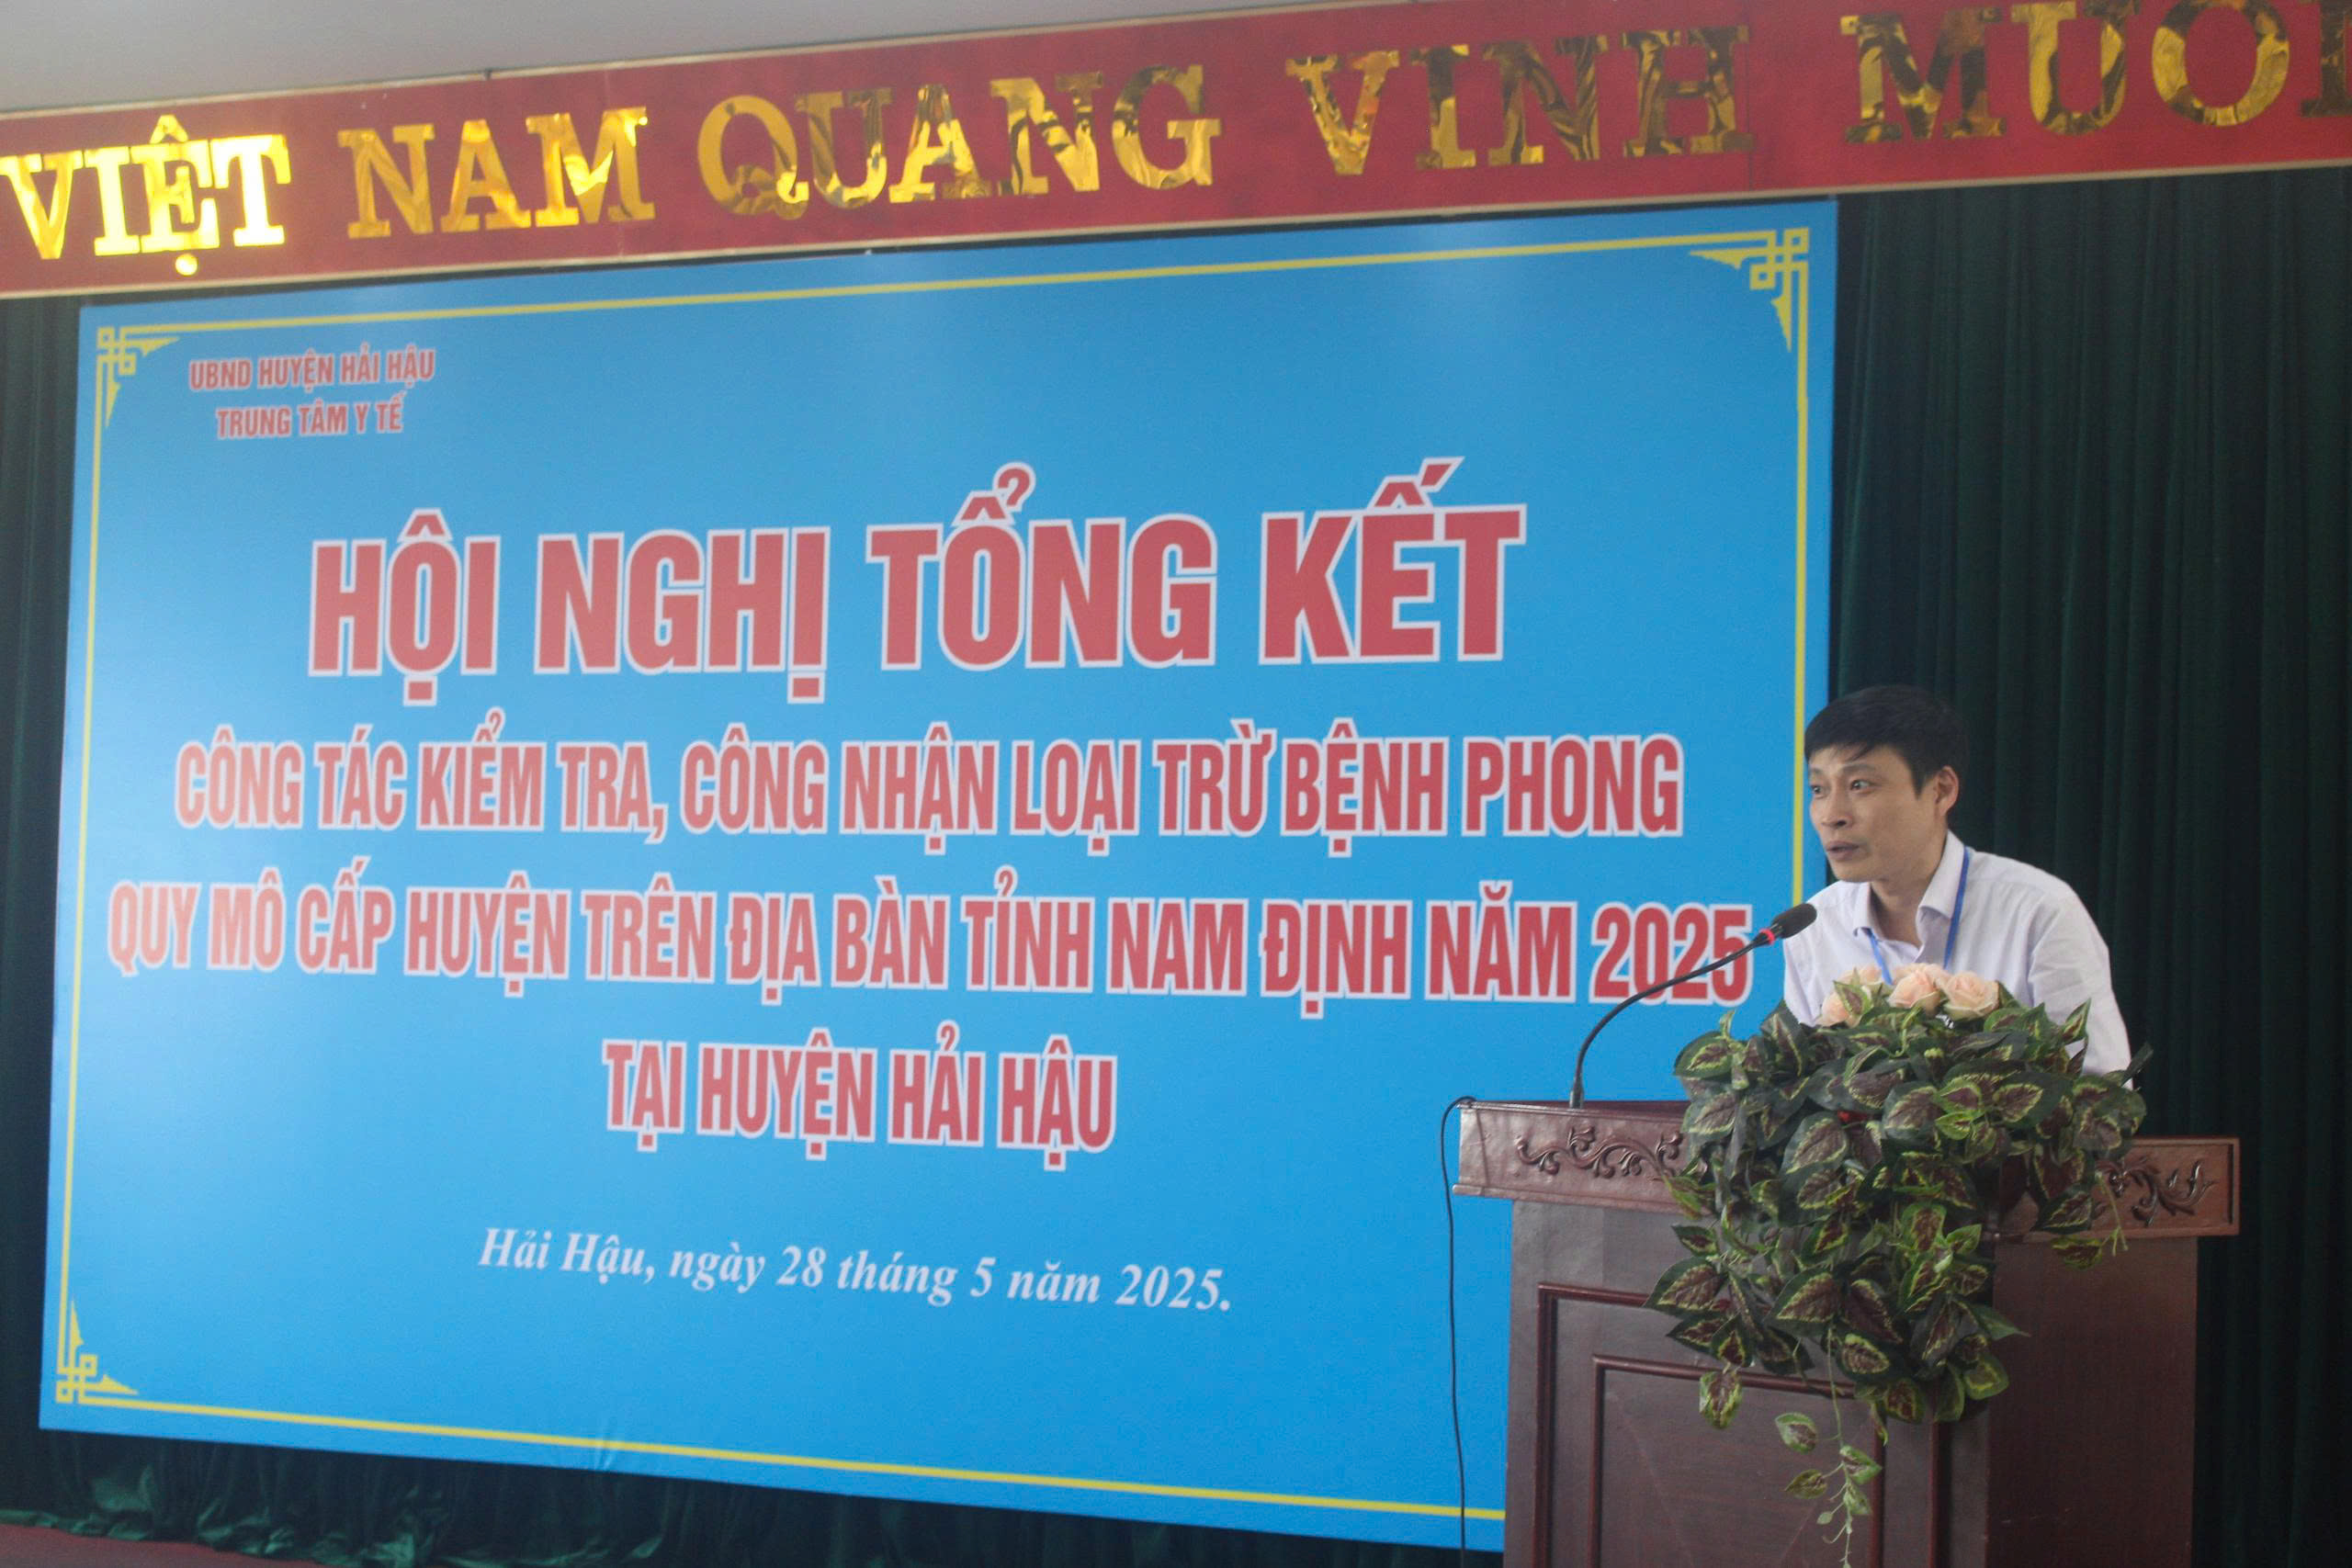 VIỆT NAM QUANG VINH MUÔ
UBND HUYỆN HẢI HẬU
TRUNG TÂM Y TẾ
HỘI NGHỊ TỔNG KẾT
CÔNG TÁC KIỂM TRA, CÔNG NHẬN LOẠI TRỪ BỆNH PHONG
QUY MÔ CẤP HUYỆN TRÊN ĐỊA BÀN TỈNH NAM ĐỊNH NĂM 2025
TẠI HUYỆN HẢI HẬU
Hải Hậu, ngày 28 tháng 5 năm 2025.